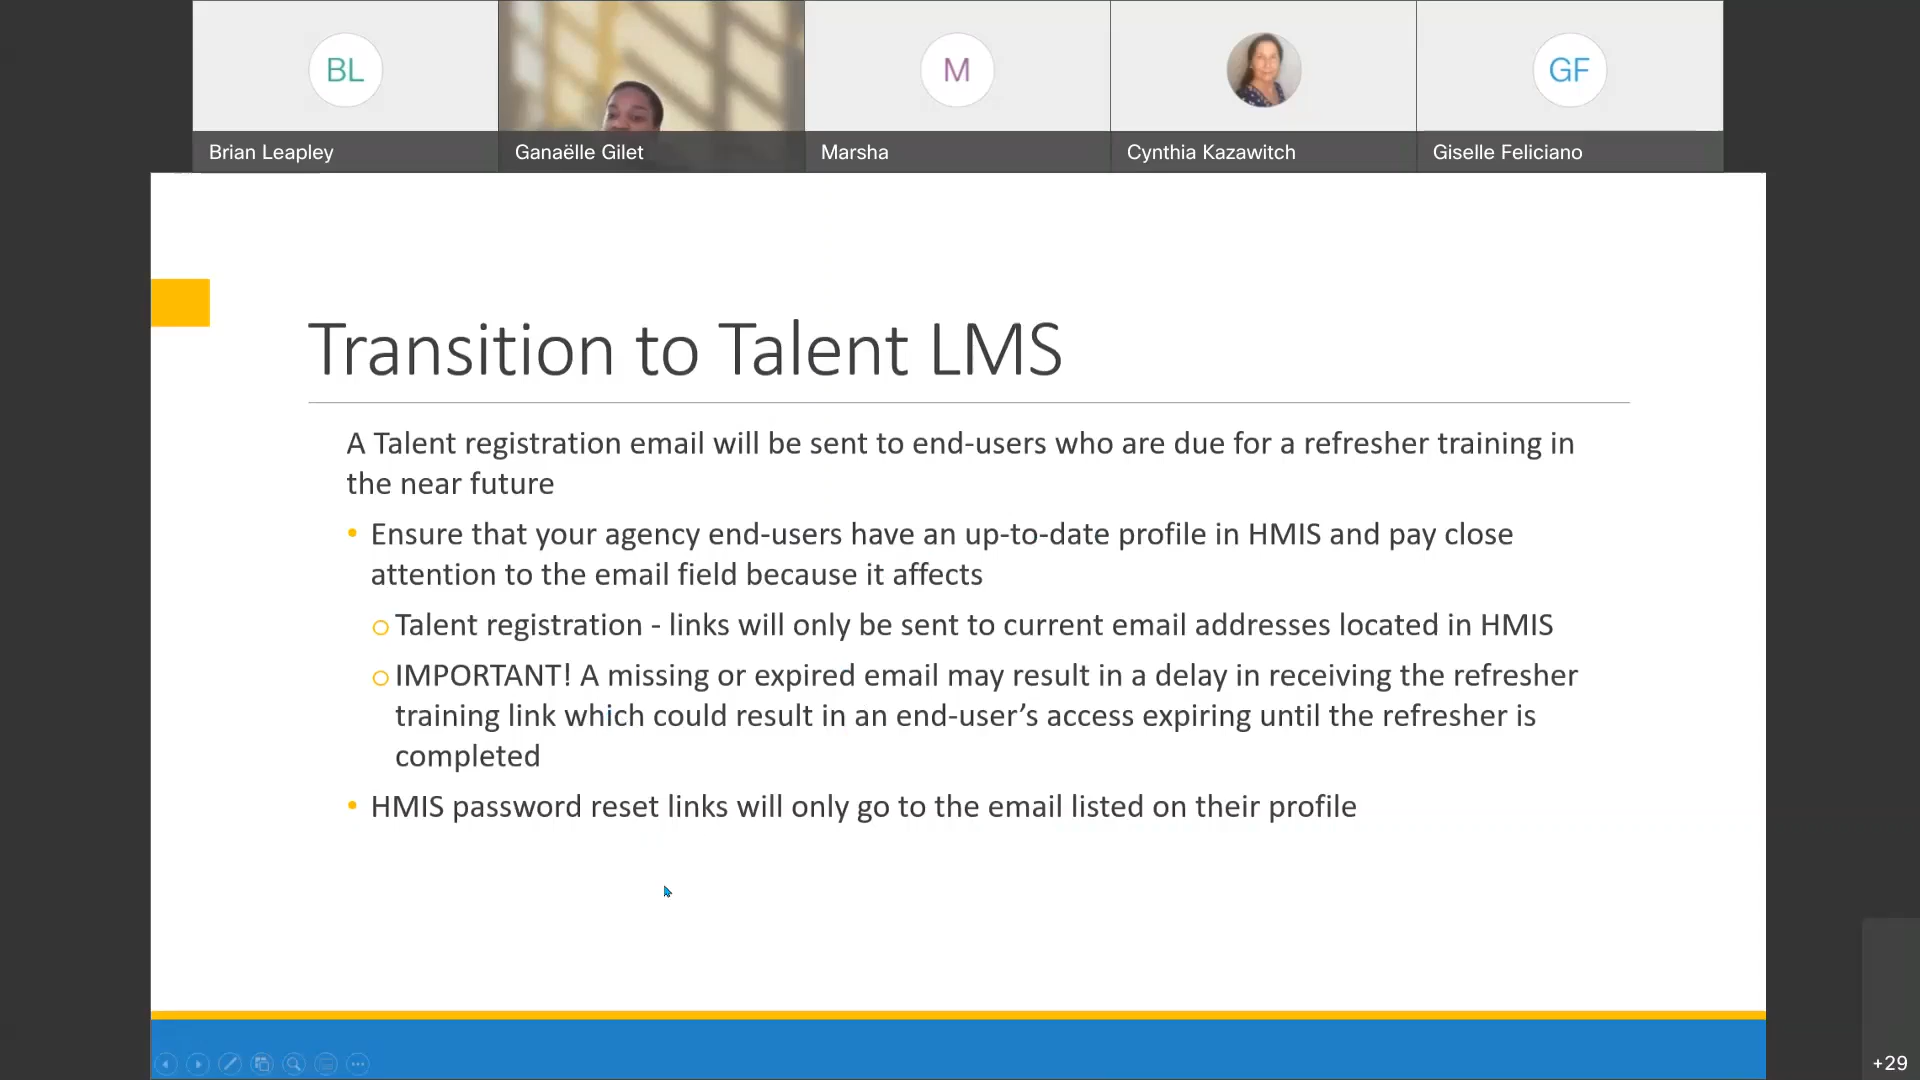 BL
M
GF
Brian Leapley
Ganaëlle Gilet
Marsha
Cynthia Kazawitch
Giselle Feliciano
Transition to Talent LMS
A Talent registration email will be sent to end-users who are due for a refresher training in
the near future
• Ensure that your agency end-users have an up-to-date profile in HMIS and pay close
attention to the email field because it affects
o Talent registration - links will only be sent to current email addresses located in HMIS
o IMPORTANT! A missing or expired email may result in a delay in receiving the refresher
training link which could result in an end-user’s access expiring until the refresher is
completed
• HMIS password reset links will only go to the email listed on their profile
+29